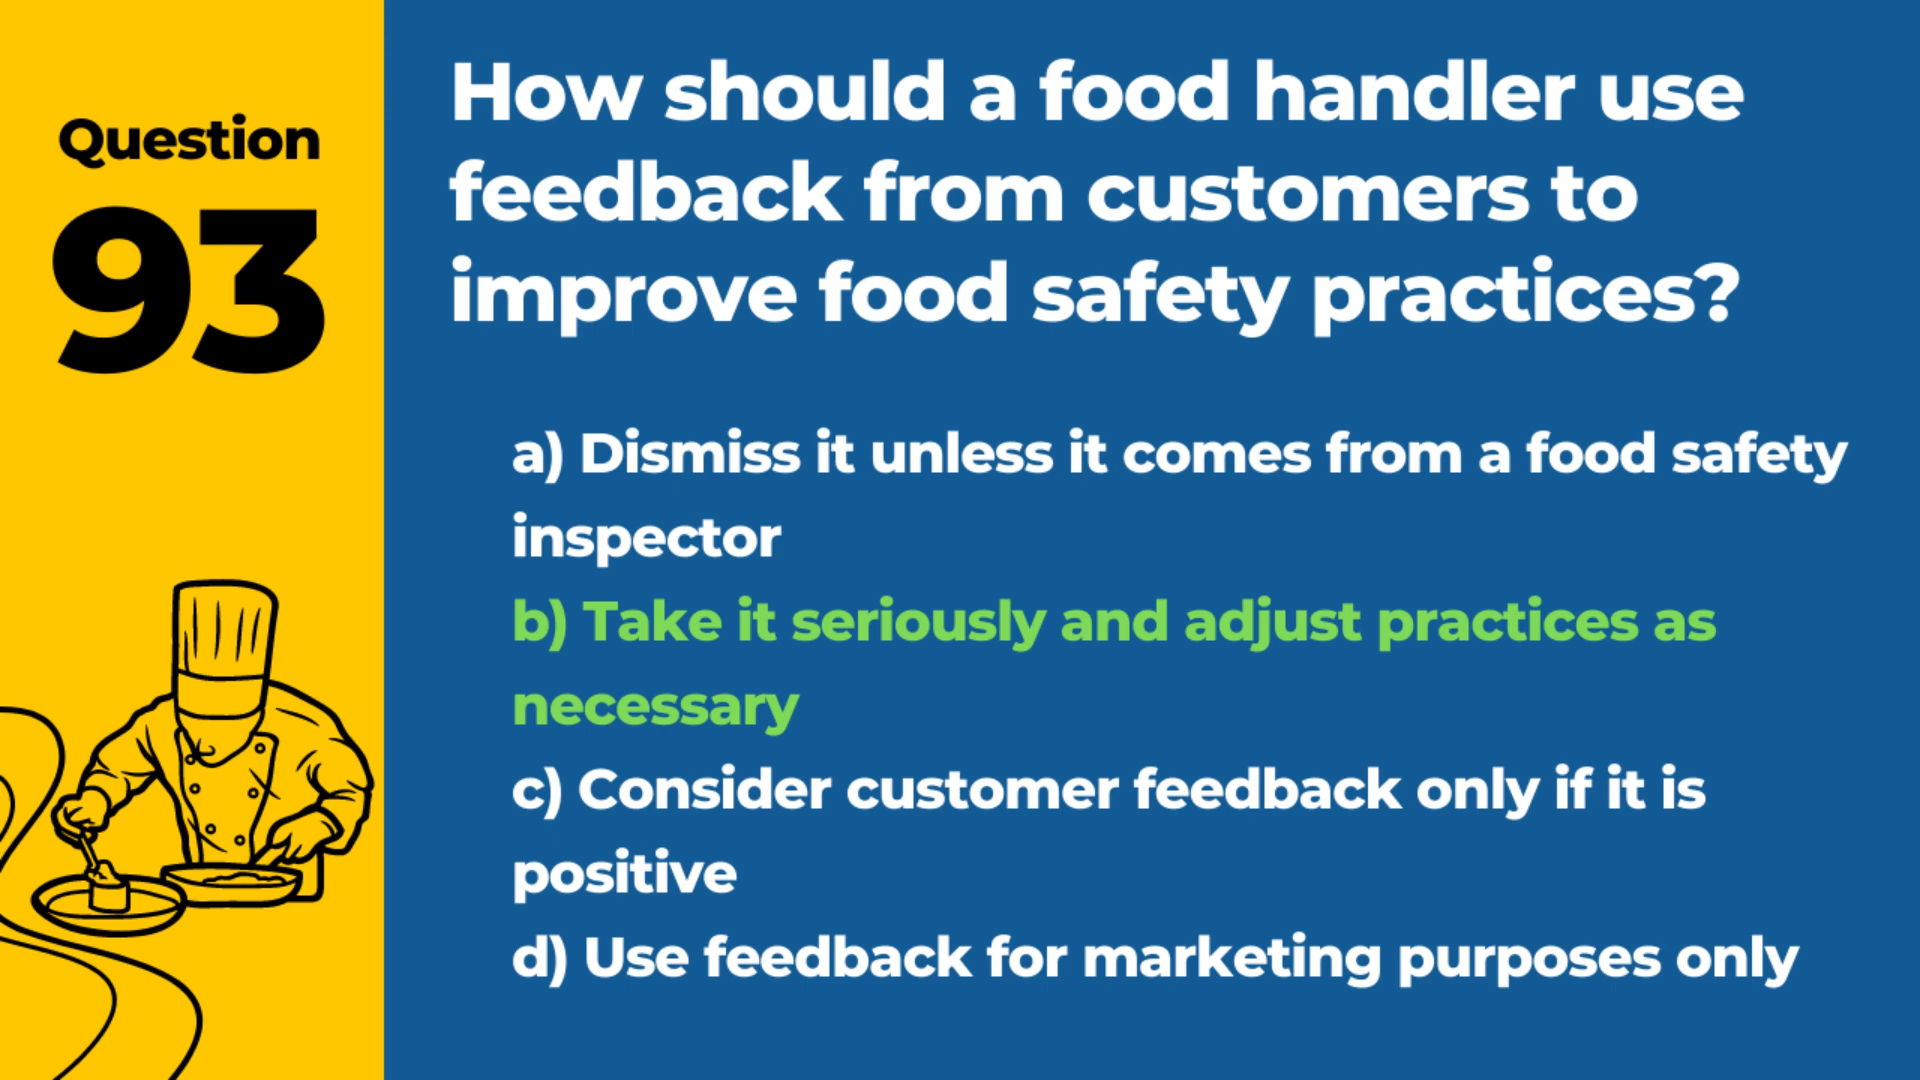 Question
93
How should a food handler use
feedback from customers to
improve food safety practices?
a) Dismiss it unless it comes from a food safety
inspector
b) Take it seriously and adjust practices as
necessary
c) Consider customer feedback only if it is
positive
d) Use feedback for marketing purposes only